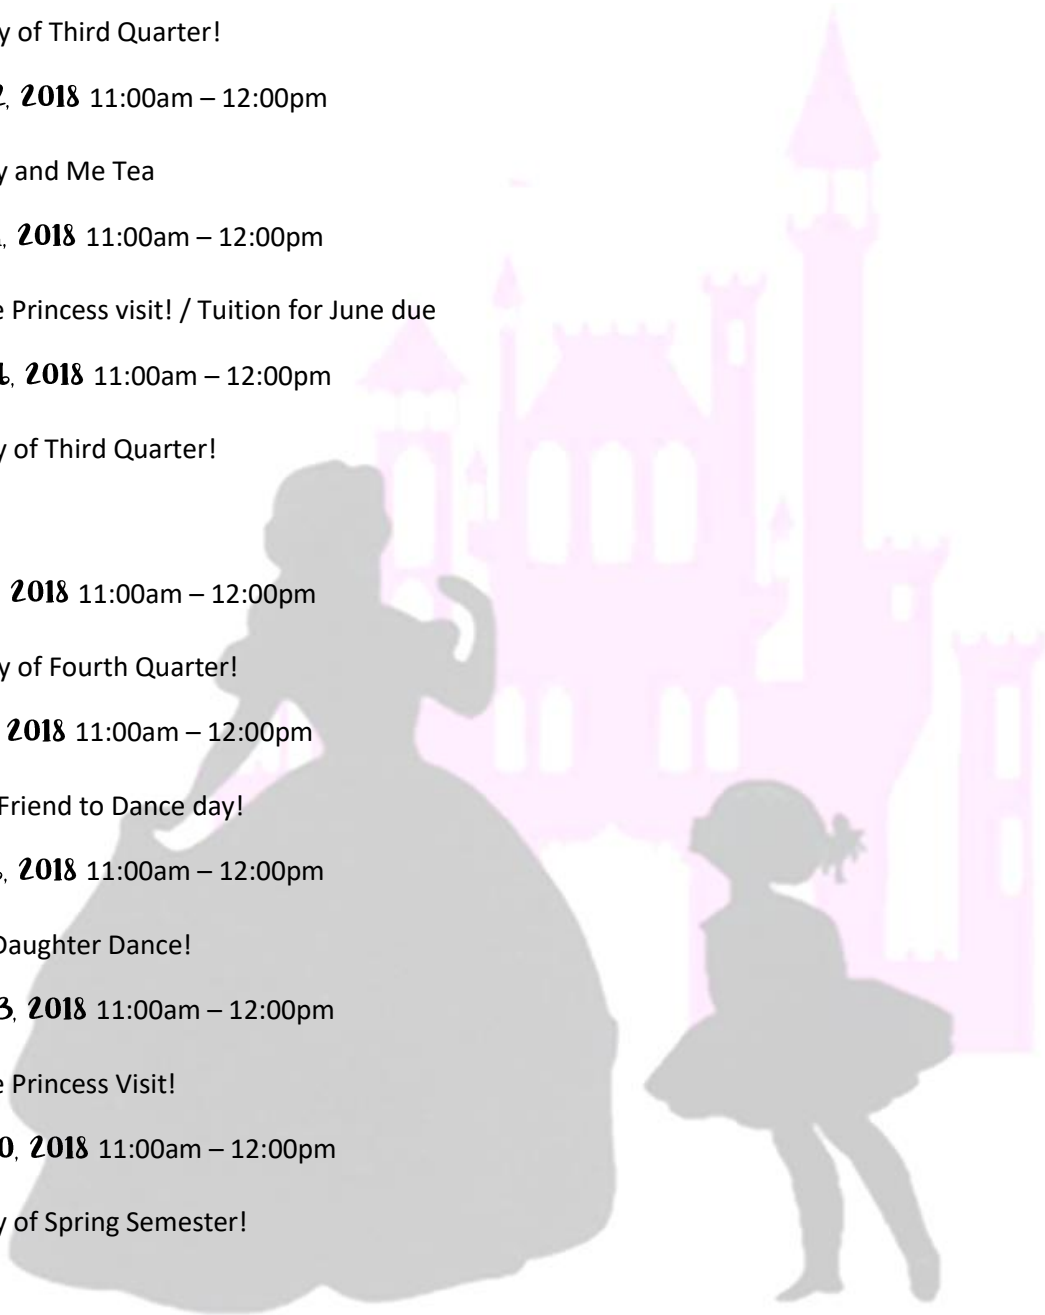 y of Third Quarter!
2, 2018 11:00am – 12:00pm
y and Me Tea
, 2018 11:00am – 12:00pm
e Princess visit! / Tuition for June due
6, 2018 11:00am – 12:00pm
y of Third Quarter!
2018 11:00am – 12:00pm
y of Fourth Quarter!
2018 11:00am – 12:00pm
Friend to Dance day!
, 2018 11:00am – 12:00pm
Daughter Dance!
3, 2018 11:00am – 12:00pm
e Princess Visit!
0, 2018 11:00am – 12:00pm
y of Spring Semester!